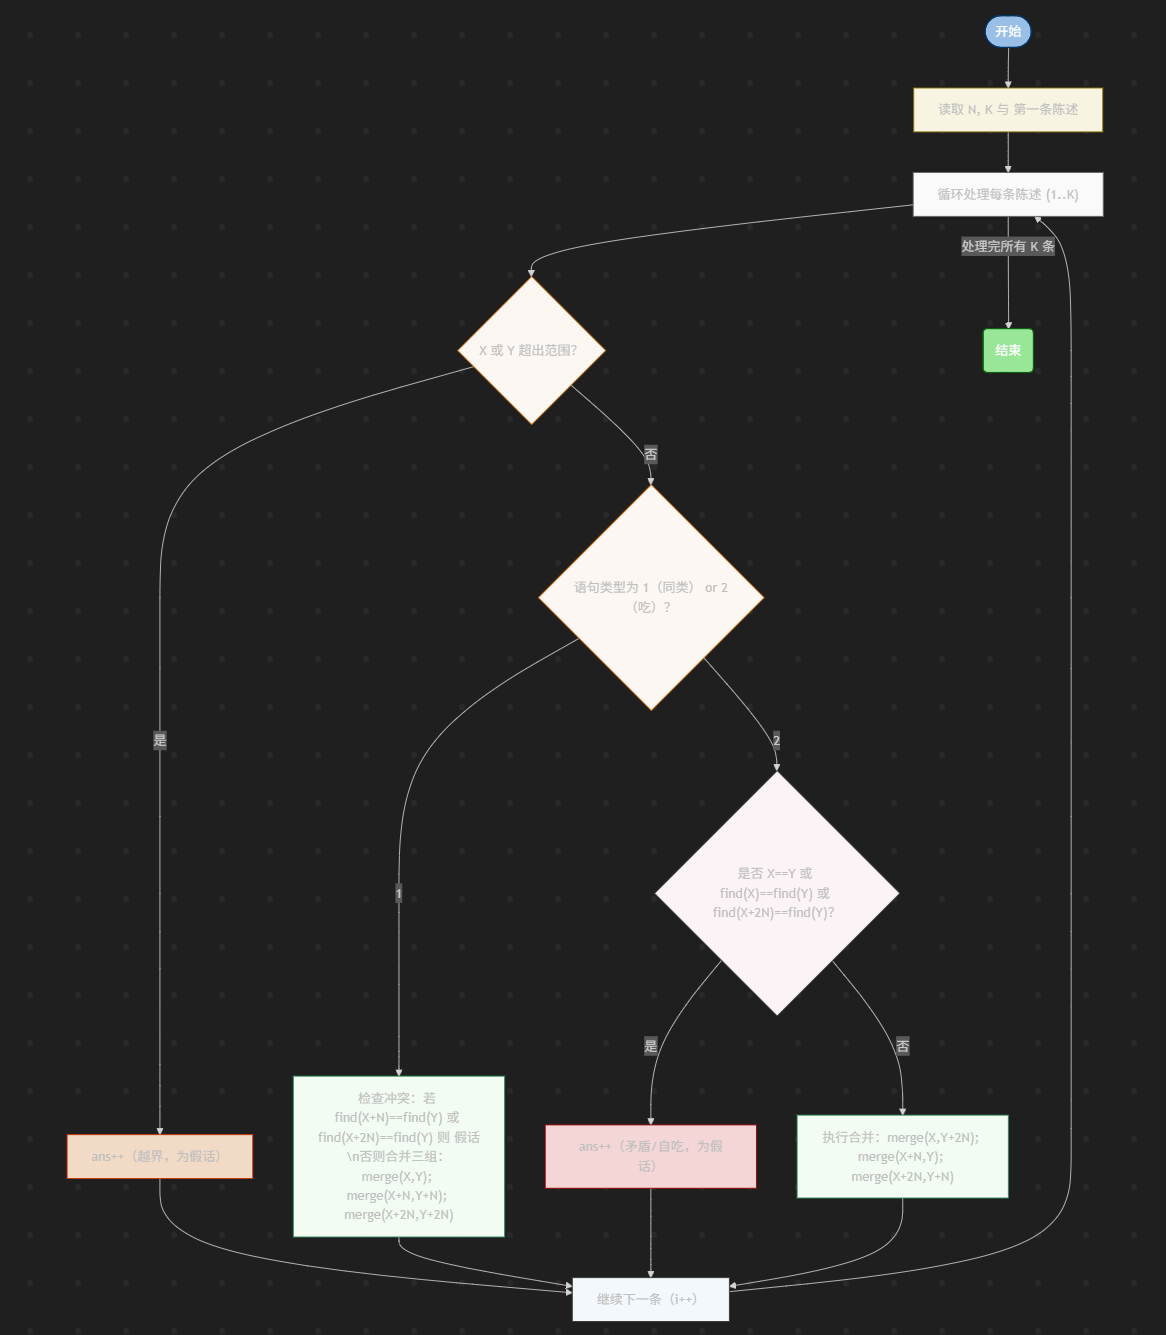 开始
读取 N, K 与 第一条陈述
循环处理每条陈述 (1..K)
处理完所有 K 条
结束
X 或 Y 超出范围？
否
语句类型为 1（同类） or 2
（吃）？
是
2
1
是否 X==Y 或
find(X)==find(Y) 或
find(X+2N)==find(Y)？
是
否
检查冲突：若
find(X+N)==find(Y) 或
find(X+2N)==find(Y) 则 假话
\n否则合并三组：
merge(X,Y);
merge(X+N,Y+N);
merge(X+2N,Y+2N)
ans++（越界，为假话）
ans++（矛盾/自吃，为假
话）
执行合并：merge(X,Y+2N);
merge(X+N,Y);
merge(X+2N,Y+N)
继续下一条（i++）